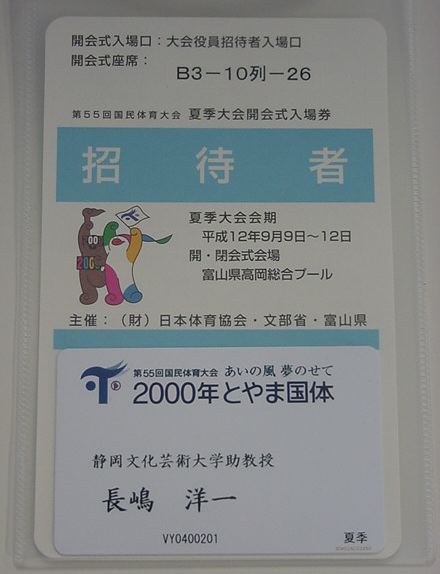 開会式入場口：大会役員招待者入場口
開会式座席：
B3－10列－26
第55回国民体育大会 夏季大会開会式入場券
招待者
夏季大会会期
平成12年9月9日～12日
開・閉会式会場
富山県高岡総合プール
主催：（財）日本体育協会・文部省・富山県
第55回国民体育大会 あいの風 夢のせて
2000年とやま国体
静岡文化芸術大学助教授
長嶋 洋一
VY0400201
夏季